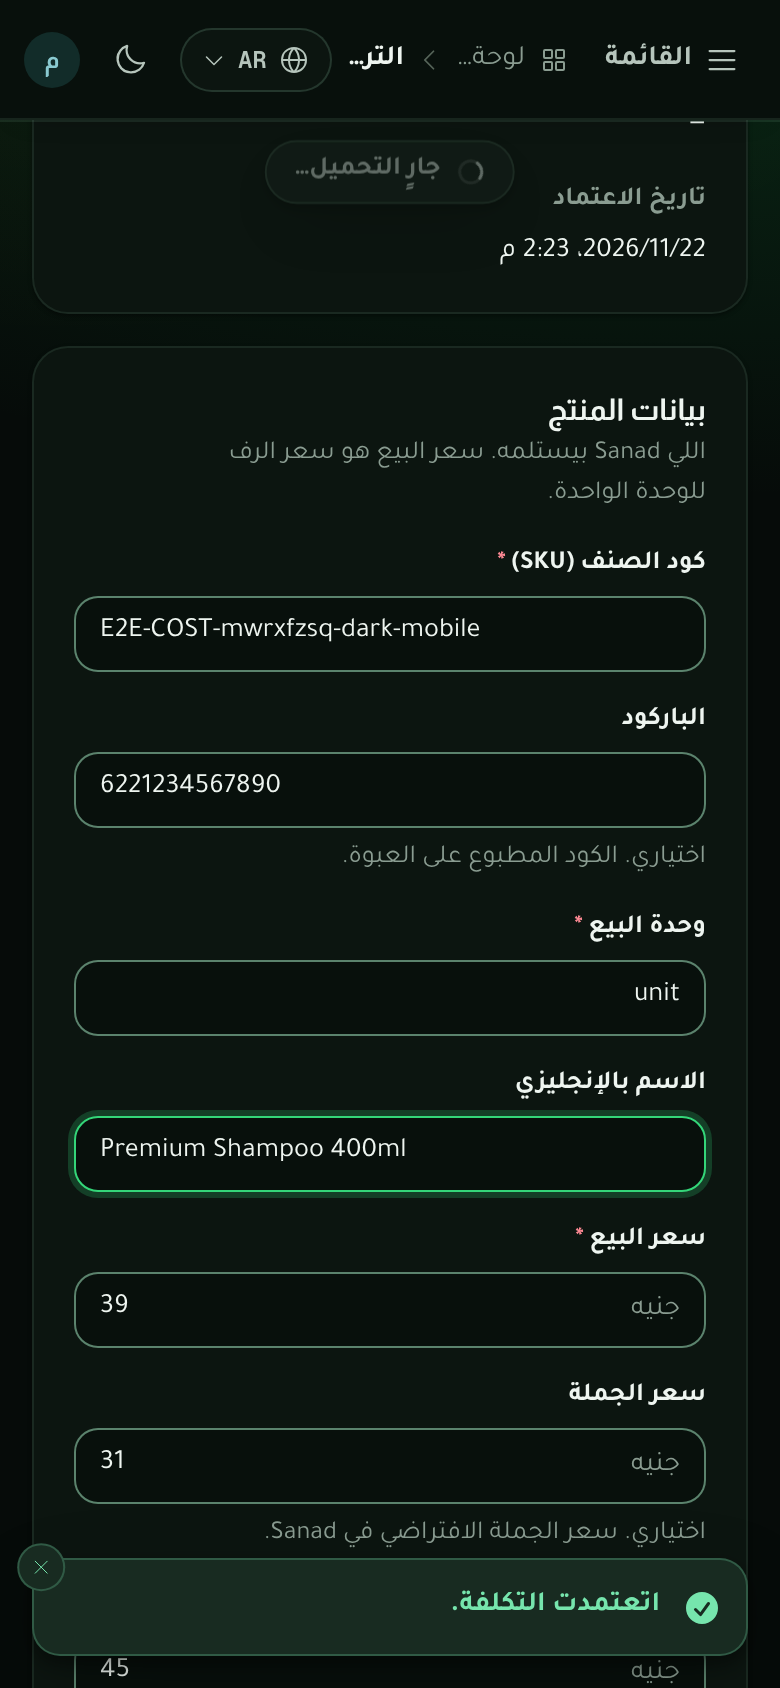 القائمة
لوحة...
التر...
AR
م
جارٍ التحميل...
تاريخ الاعتماد
2026/11/22، 2:23 م
بيانات المنتج
اللي Sanad بيستلمه. سعر البيع هو سعر الرف
للوحدة الواحدة.
كود الصنف (SKU) *
E2E-COST-mwrxfzsq-dark-mobile
الباركود
6221234567890
اختياري. الكود المطبوع على العبوة.
وحدة البيع *
unit
الاسم بالإنجليزي
Premium Shampoo 400ml
سعر البيع *
جنيه
39
سعر الجملة
جنيه
31
اختياري. سعر الجملة الافتراضي في Sanad.
اتعتمدت التكلفة.
جنيه
45